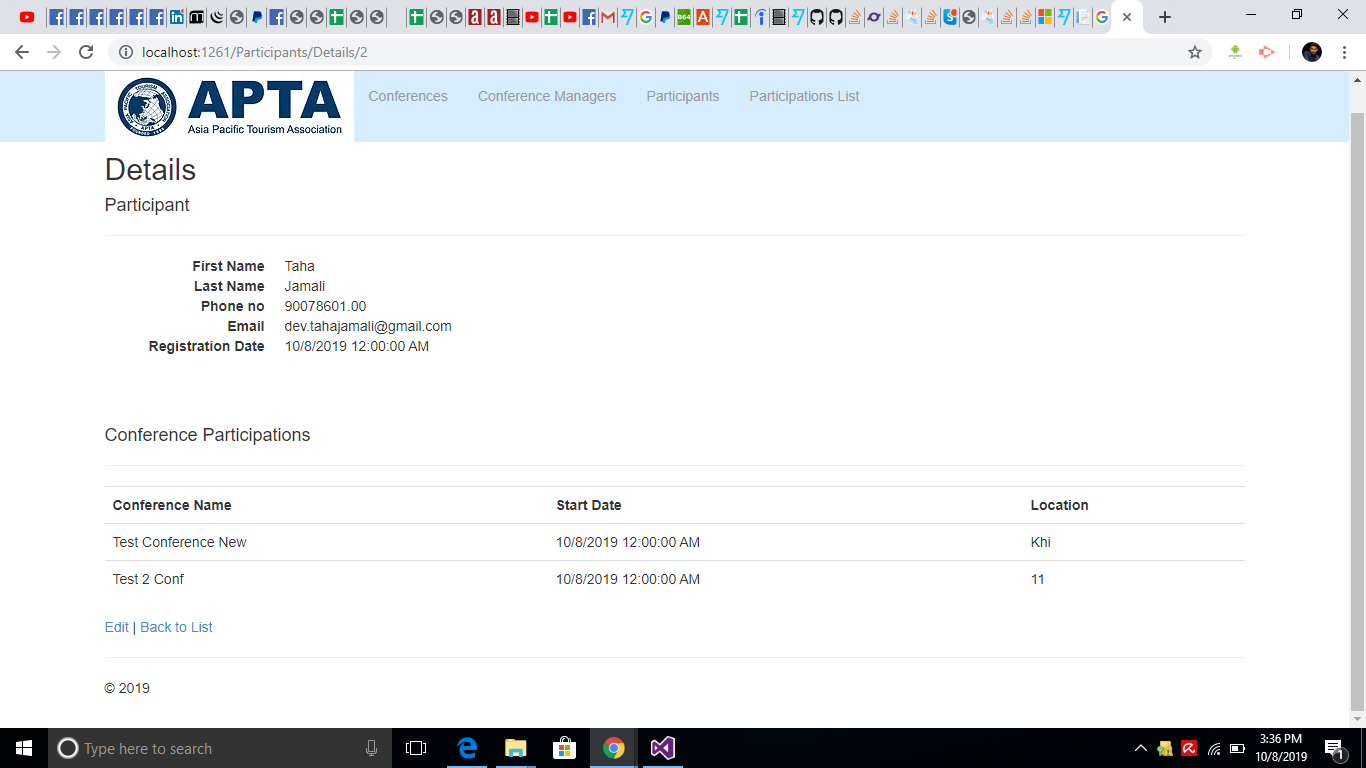 localhost:1261/Participants/Details/2
APTA
Asia Pacific Tourism Association
Conferences
Conference Managers
Participants
Participations List
Details
Participant
First Name Taha
Last Name Jamali
Phone no 90078601.00
Email dev.tahajamali@gmail.com
Registration Date 10/8/2019 12:00:00 AM
Conference Participations
Conference Name Start Date Location
Test Conference New 10/8/2019 12:00:00 AM Khi
Test 2 Conf 10/8/2019 12:00:00 AM 11
Edit | Back to List
© 2019
Type here to search
3:36 PM
10/8/2019
1